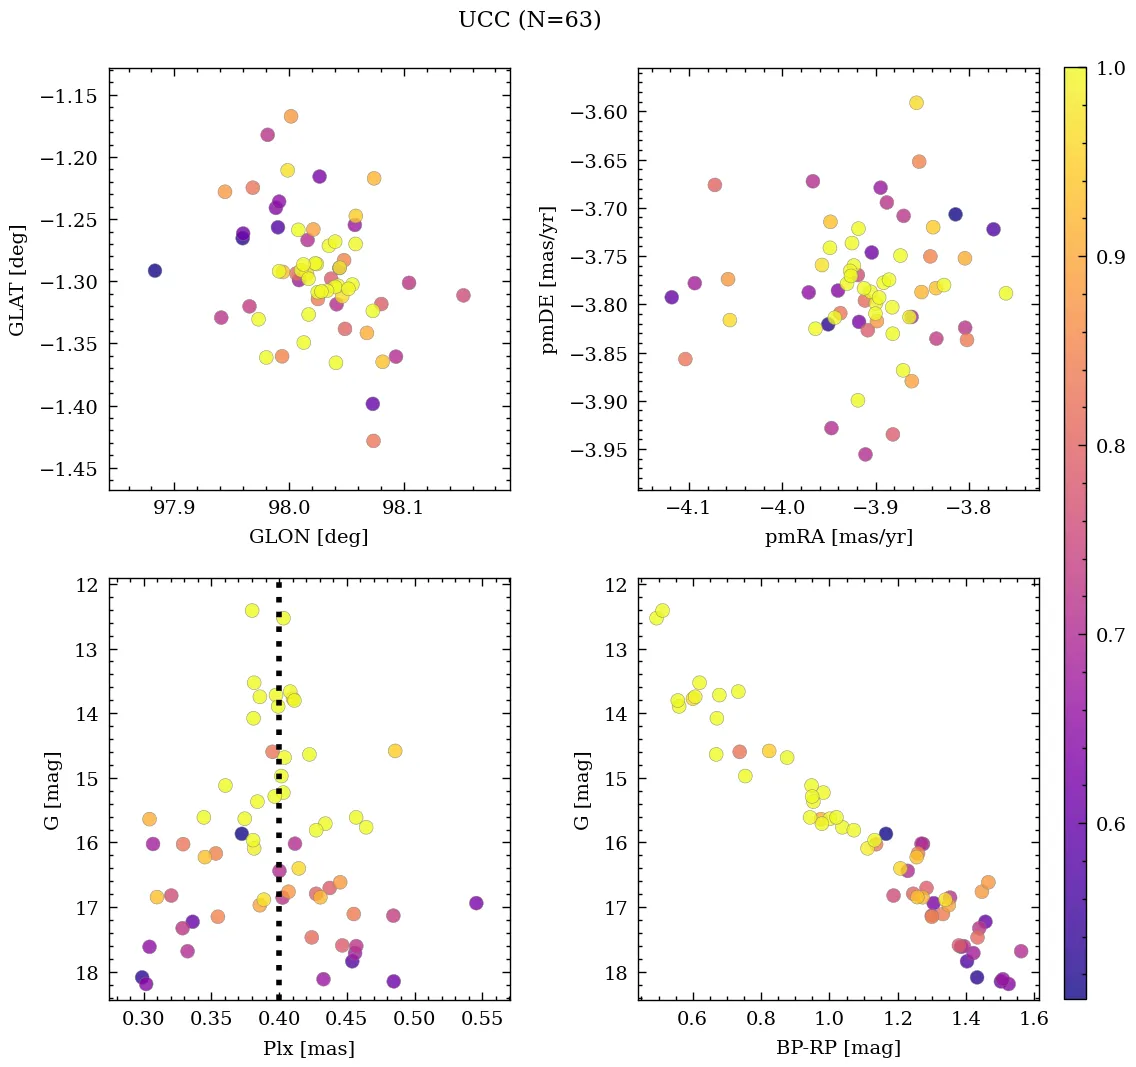 UCC (N=63)
−1.15
−1.20
−1.25
−1.30
−1.35
−1.40
−1.45
GLAT [deg]
97.9 98.0 98.1
GLON [deg]
−3.60
−3.65
−3.70
−3.75
−3.80
−3.85
−3.90
−3.95
pmDE [mas/yr]
−4.1 −4.0 −3.9 −3.8
pmRA [mas/yr]
12
13
14
15
16
17
18
G [mag]
0.30 0.35 0.40 0.45 0.50 0.55
Plx [mas]
12
13
14
15
16
17
18
G [mag]
0.6 0.8 1.0 1.2 1.4 1.6
BP-RP [mag]
1.0
0.9
0.8
0.7
0.6